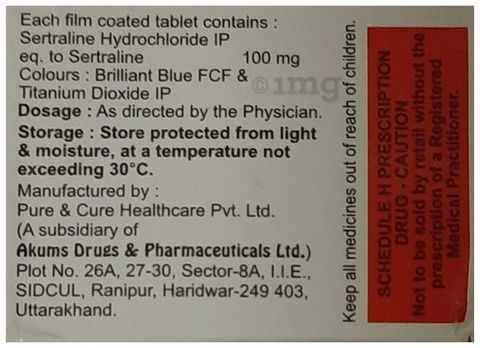 Each film coated tablet contains :
Sertraline Hydrochloride IP
eq. to Sertraline 100 mg
Colours : Brilliant Blue FCF &
Titanium Dioxide IP
Dosage : As directed by the Physician.
Storage : Store protected from light
& moisture, at a temperature not
exceeding 30°C.
Manufactured by :
Pure & Cure Healthcare Pvt. Ltd.
(A subsidiary of
Akums Drugs & Pharmaceuticals Ltd.)
Plot No. 26A, 27-30, Sector-8A, I.I.E.,
SIDCUL, Ranipur, Haridwar-249 403,
Uttarakhand.
Keep all medicines out of reach of children.
SCHEDULE H PRESCRIPTION
DRUG - CAUTION
Not to be sold by retail without the
prescription of a Registered
Medical Practitioner.
1mg